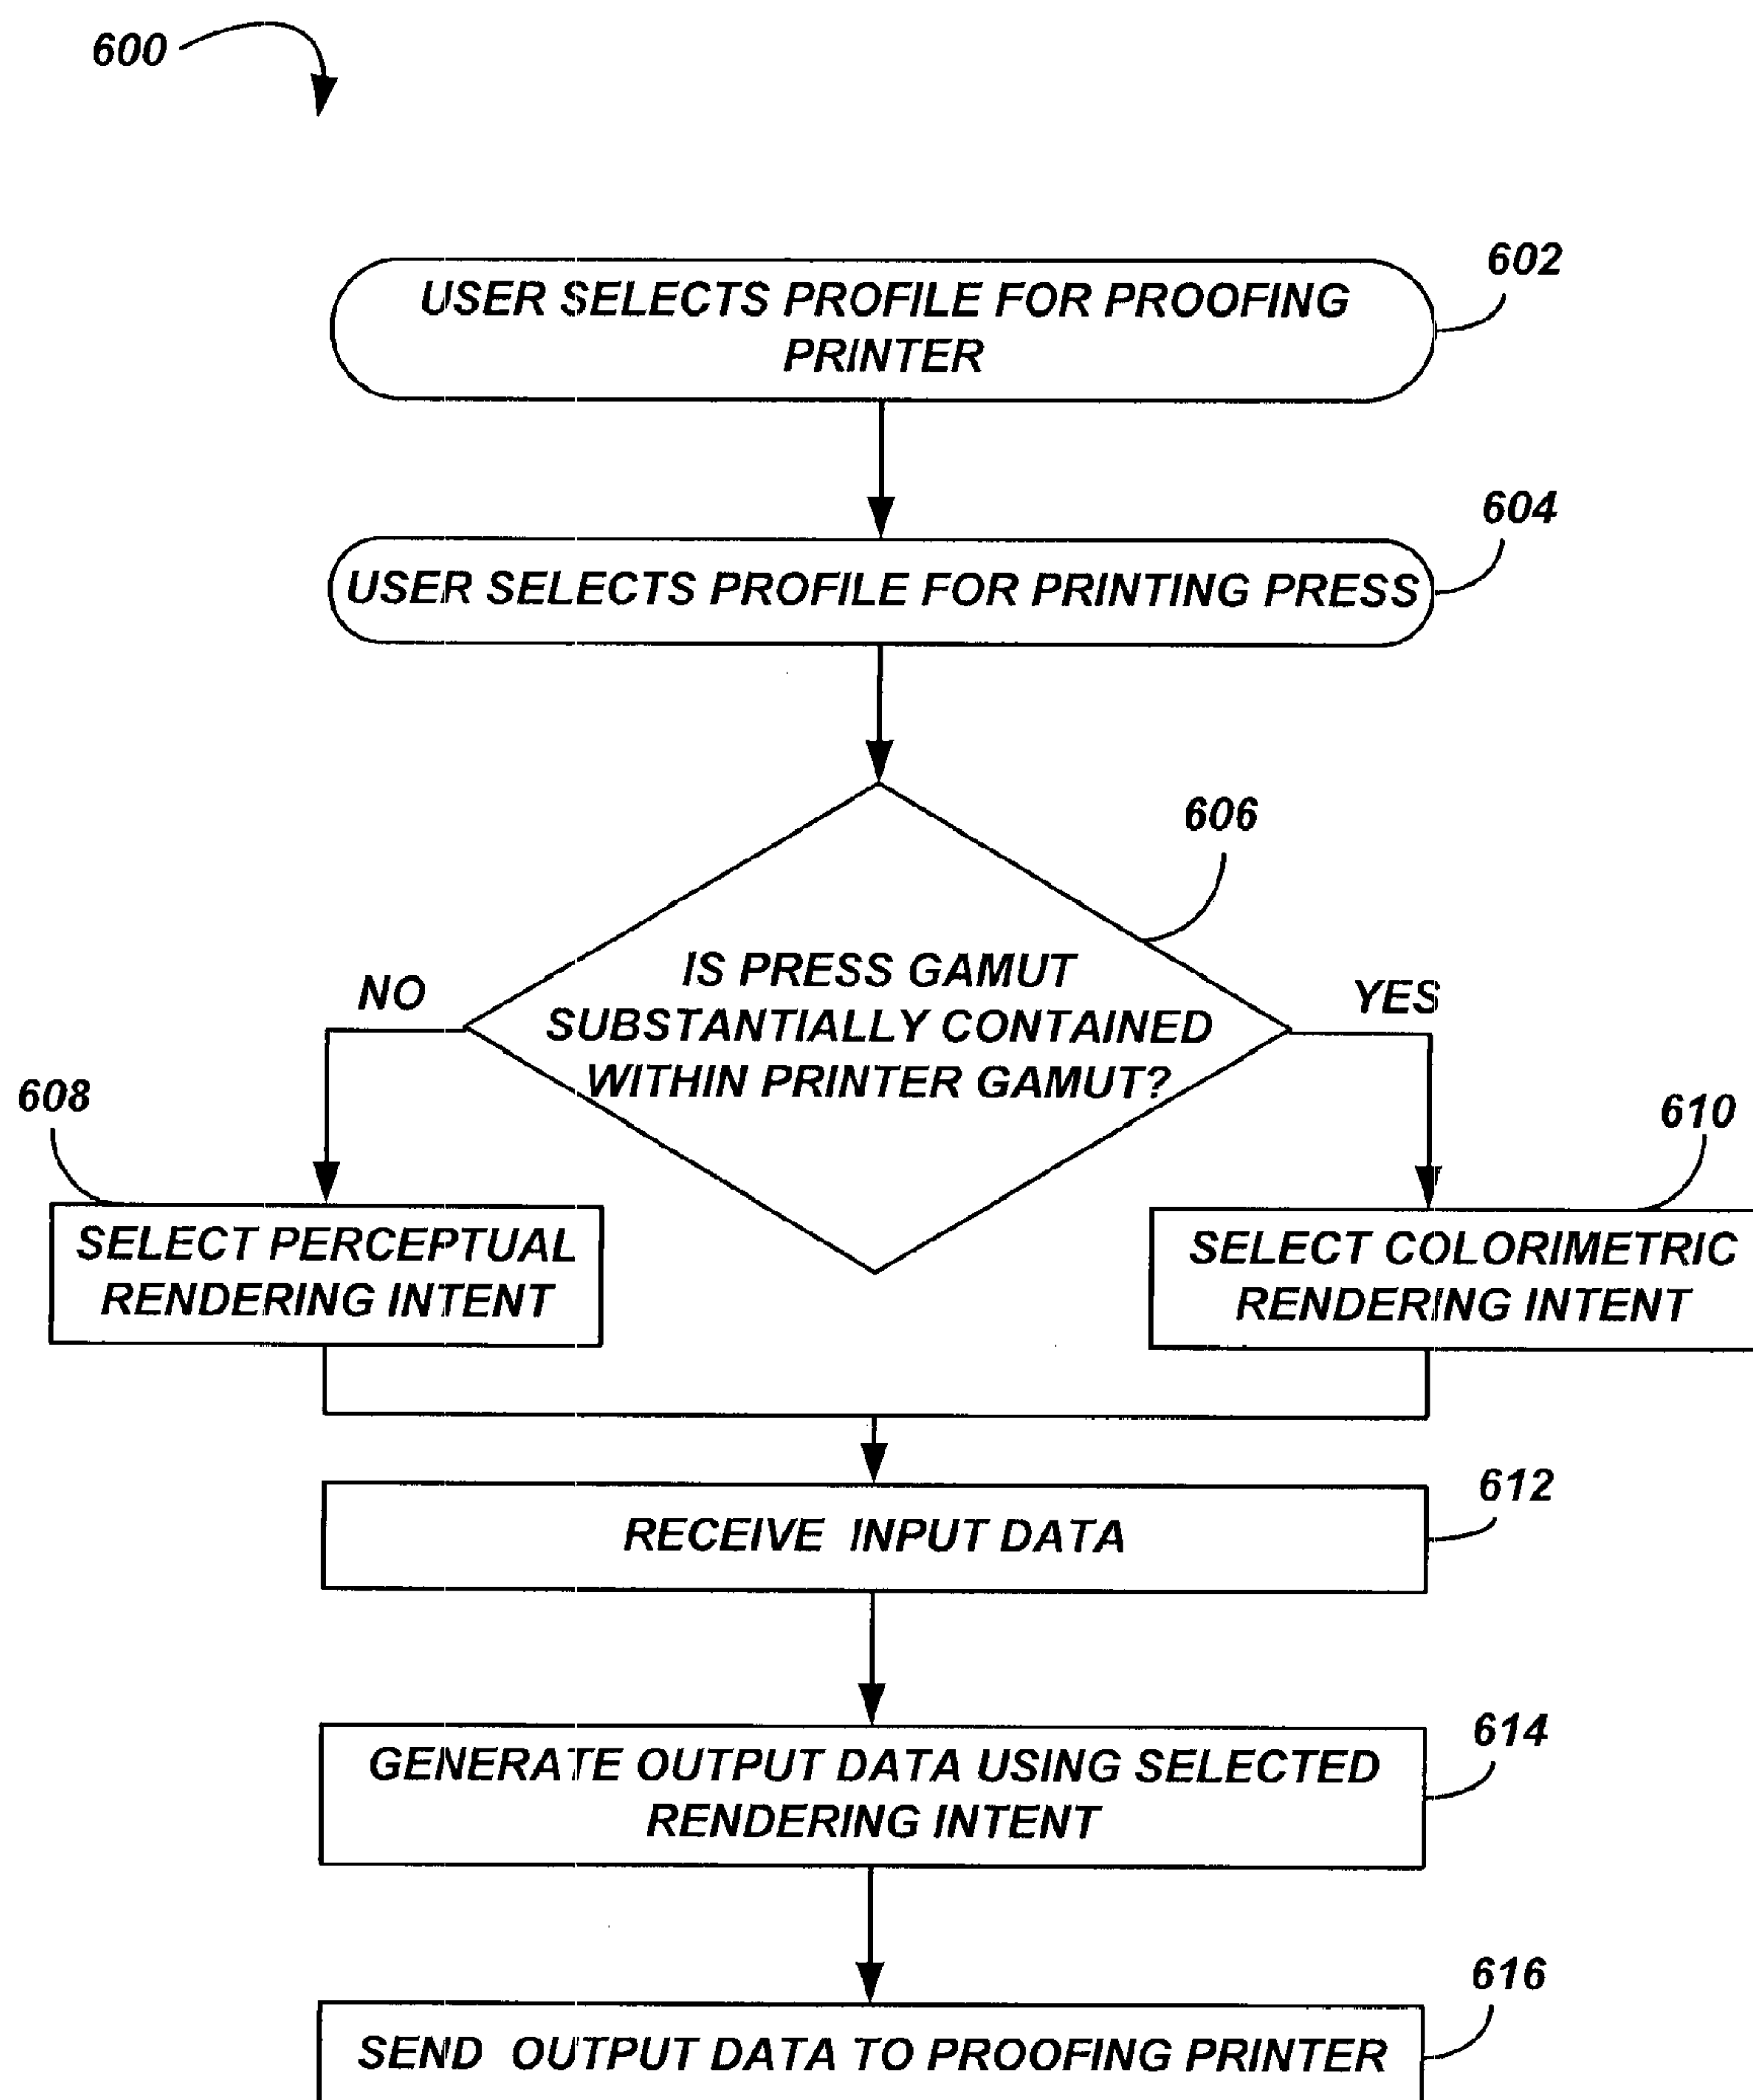 600
602
USER SELECTS PROFILE FOR PROOFING
PRINTER
604
USER SELECTS PROFILE FOR PRINTING PRESS
606
IS PRESS GAMUT
SUBSTANTIALLY CONTAINED
WITHIN PRINTER GAMUT?
NO
YES
608
610
SELECT PERCEPTUAL
RENDERING INTENT
SELECT COLORIMETRIC
RENDERING INTENT
612
RECEIVE INPUT DATA
614
GENERATE OUTPUT DATA USING SELECTED
RENDERING INTENT
616
SEND OUTPUT DATA TO PROOFING PRINTER